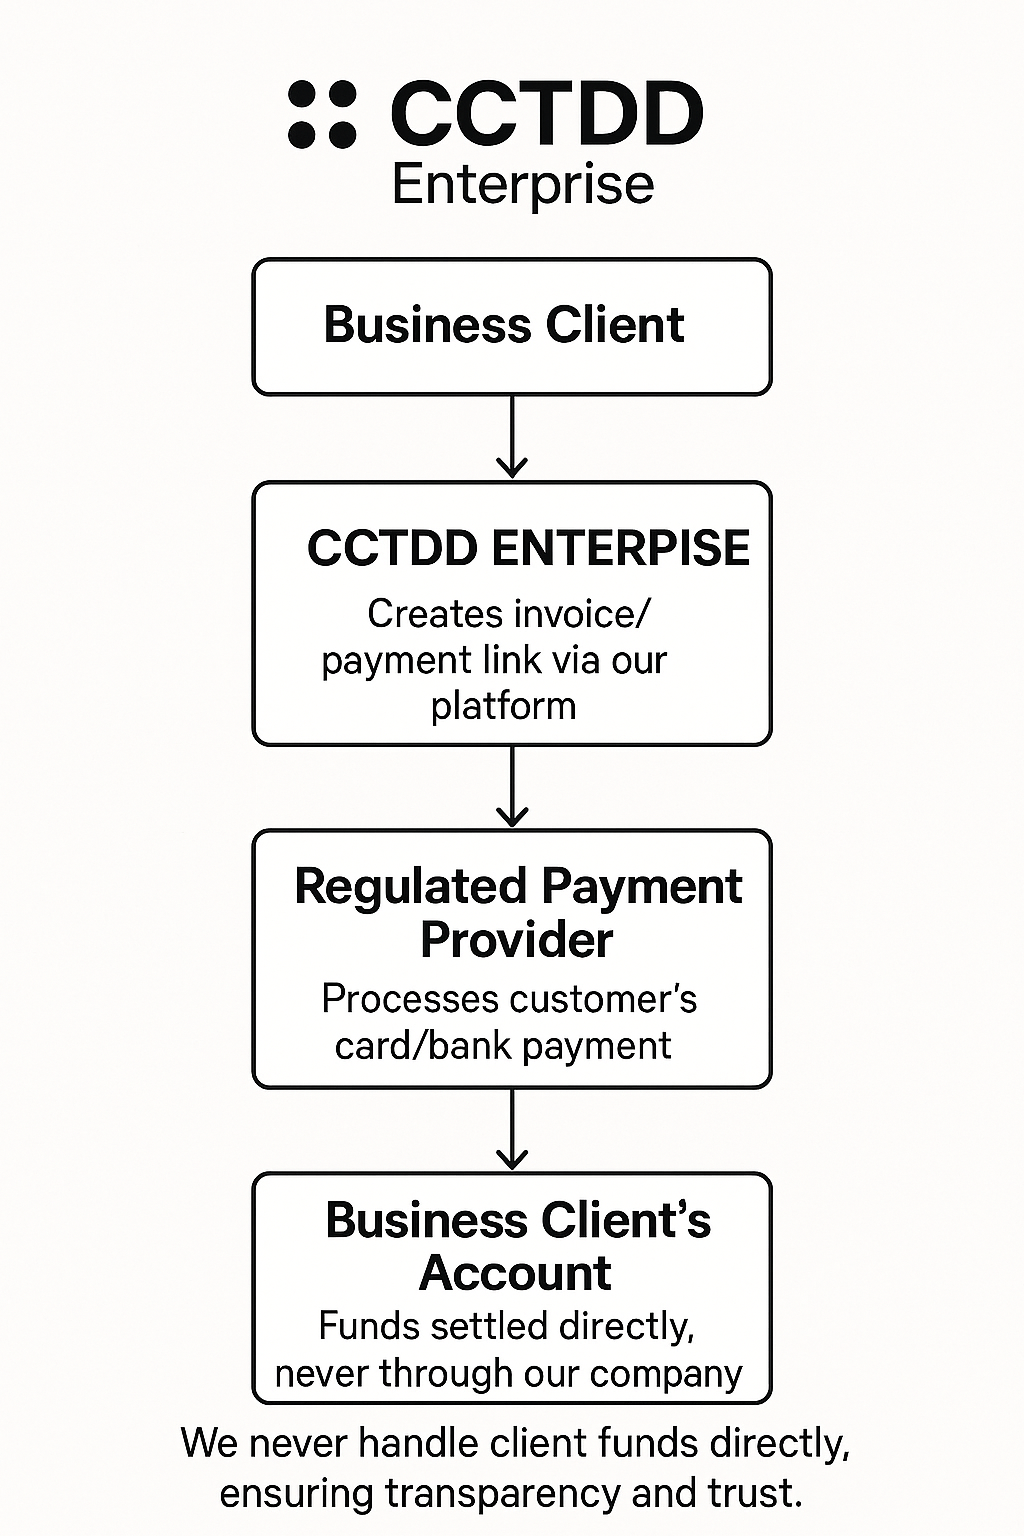 CCTDD
Enterprise
Business Client
CCTDD ENTERPISE
Creates invoice/
payment link via our
platform
Regulated Payment
Provider
Processes customer's
card/bank payment
Business Client's
Account
Funds settled directly,
never through our company
We never handle client funds directly,
ensuring transparency and trust.